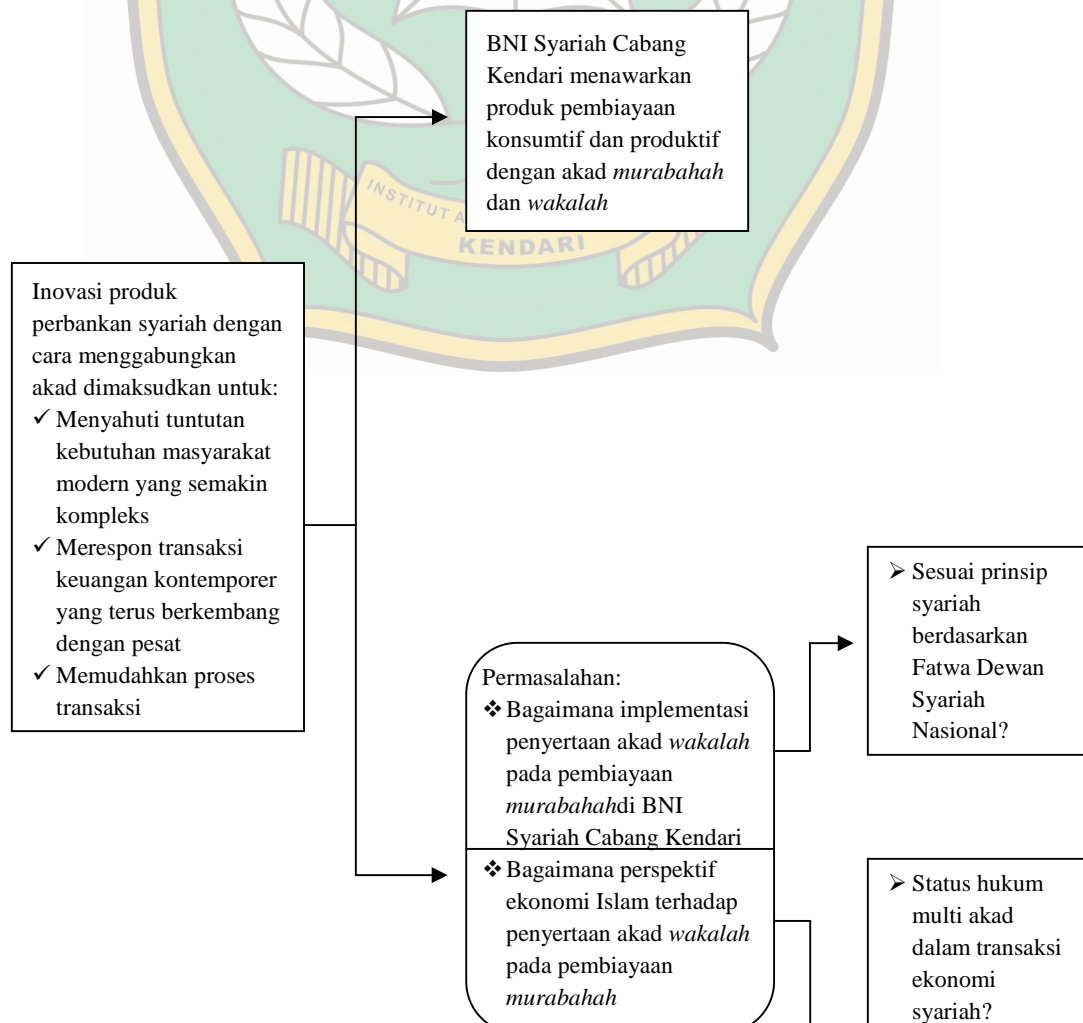 BNI Syariah Cabang
Kendari menawarkan
produk pembiayaan
konsumtif dan produktif
dengan akad murabahah
dan wakalah
INSTITUT A
KENDARI
Inovasi produk
perbankan syariah dengan
cara menggabungkan
akad dimaksudkan untuk:
✓ Menyahuti tuntutan
kebutuhan masyarakat
modern yang semakin
kompleks
✓ Merespon transaksi
keuangan kontemporer
yang terus berkembang
dengan pesat
✓ Memudahkan proses
transaksi
Permasalahan:
❖ Bagaimana implementasi
penyertaan akad wakalah
pada pembiayaan
murabahahdi BNI
Syariah Cabang Kendari
❖ Bagaimana perspektif
ekonomi Islam terhadap
penyertaan akad wakalah
pada pembiayaan
murabahah
➢ Sesuai prinsip
syariah
berdasarkan
Fatwa Dewan
Syariah
Nasional?
➢ Status hukum
multi akad
dalam transaksi
ekonomi
syariah?